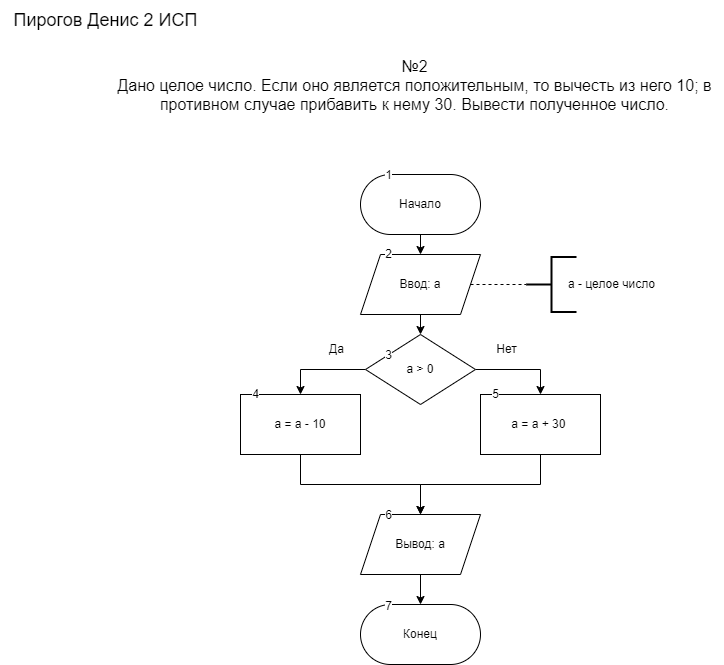 Пирогов Денис 2 ИСП
№2
Дано целое число. Если оно является положительным, то вычесть из него 10; в
противном случае прибавить к нему 30. Вывести полученное число.
1
Начало
2
Ввод: a
a - целое число
3
a > 0
Да
Нет
4
a = a - 10
5
a = a + 30
6
Вывод: a
7
Конец